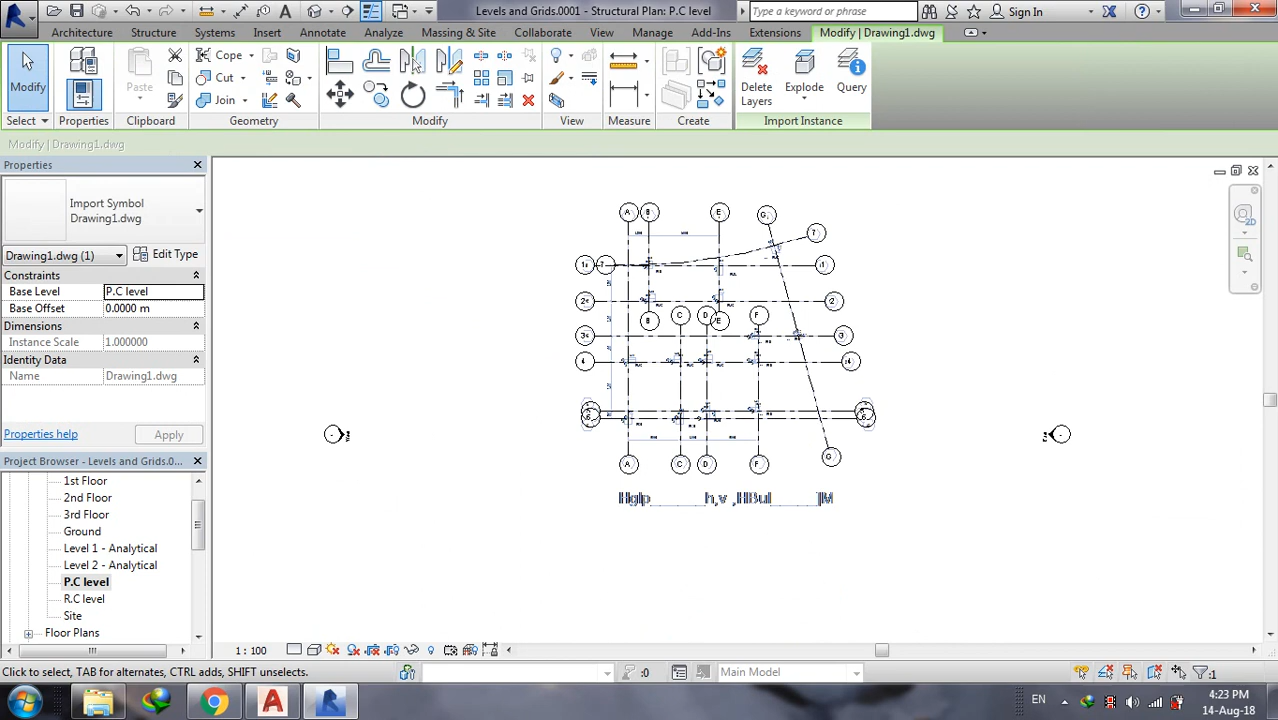 Levels and Grids.0001 - Structural Plan: P.C level
Type a keyword or phrase
Sign In
Architecture Structure Systems Insert Annotate Analyze Massing & Site Collaborate View Manage Add-Ins Extensions Modify | Drawing1.dwg
Modify
Paste
Cope
Cut
Join
Delete Layers
Explode
Query
Select Properties Clipboard Geometry Modify View Measure Create Import Instance
Modify | Drawing1.dwg
Properties
Import Symbol
Drawing1.dwg
Drawing1.dwg (1) Edit Type
Constraints
Base Level P.C level
Base Offset 0.0000 m
Dimensions
Instance Scale 1.000000
Identity Data
Name Drawing1.dwg
Properties help Apply
Project Browser - Levels and Grids.0...
1st Floor
2nd Floor
3rd Floor
Ground
Level 1 - Analytical
Level 2 - Analytical
P.C level
R.C level
Site
Floor Plans
A B E G
7
B C D E F
A C D F G
1 : 100
Click to select, TAB for alternates, CTRL adds, SHIFT unselects.
:0
Main Model
:1
EN
4:23 PM
14-Aug-18